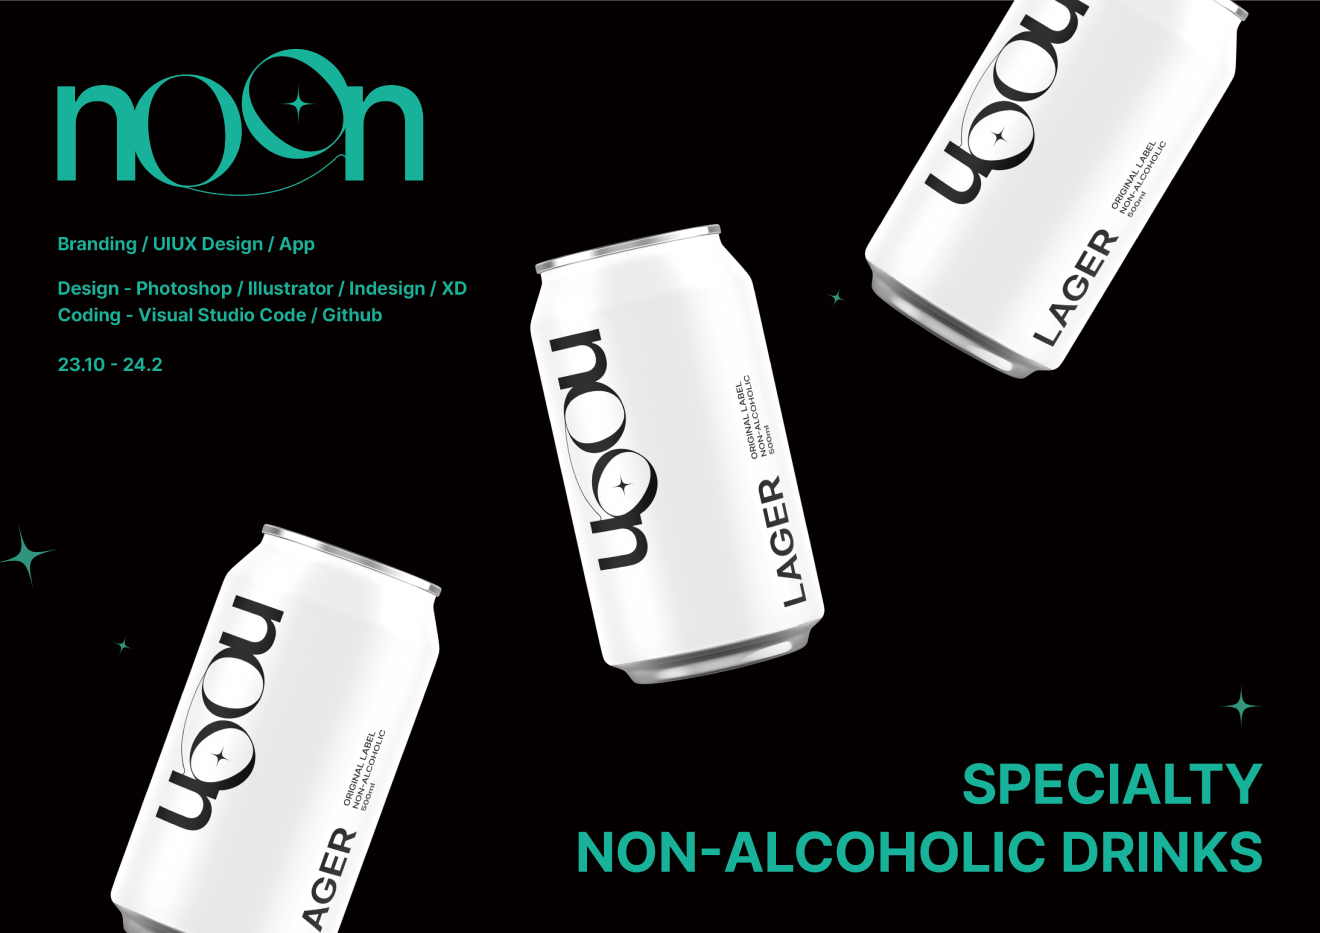 noon
Branding / UIUX Design / App
Design - Photoshop / Illustrator / Indesign / XD
Coding - Visual Studio Code / Github
23.10 - 24.2
noon
LAGER
ORIGINAL LABEL
NON-ALCOHOLIC
500ml
noon
LAGER
ORIGINAL LABEL
NON-ALCOHOLIC
500ml
noon
AGER
ORIGINAL LABEL
NON-ALCOHOLIC
500ml
SPECIALTY
NON-ALCOHOLIC DRINKS